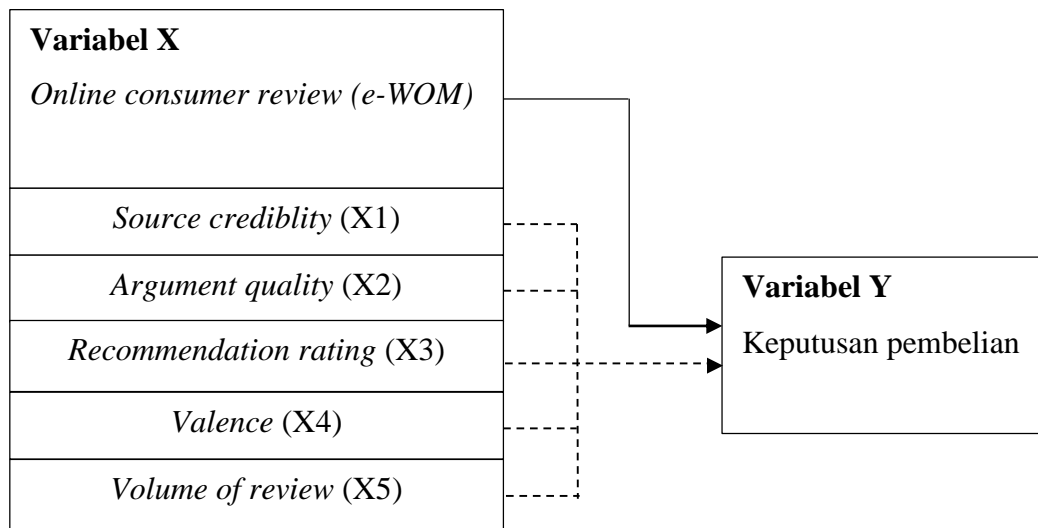 Variabel X
Online consumer review (e-WOM)
Source crediblity (X1)
Argument quality (X2)
Recommendation rating (X3)
Valence (X4)
Volume of review (X5)
Variabel Y
Keputusan pembelian